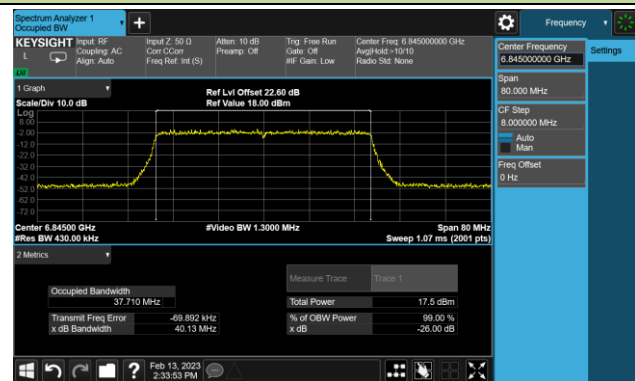 Spectrum Analyzer 1
Occupied BW
+
Frequency
KEYSIGHT
L
Input: RF
Coupling: AC
Align: Auto
Input Z: 50 Ω
Corr CCorr
Freq Ref: Int (S)
Atten: 10 dB
Preamp: Off
Trig: Free Run
Gate: Off
#IF Gain: Low
Center Freq: 6.845000000 GHz
Avg|Hold:>10/10
Radio Std: None
Center Frequency
6.845000000 GHz
Settings
Span
80.000 MHz
CF Step
8.000000 MHz
Auto
Man
Freq Offset
0 Hz
1 Graph
Scale/Div 10.0 dB
Ref Lvl Offset 22.60 dB
Ref Value 18.00 dBm
Log
8.00
-2.00
-12.0
-22.0
-32.0
-42.0
-52.0
-62.0
-72.0
Center 6.84500 GHz
#Res BW 430.00 kHz
#Video BW 1.3000 MHz
Span 80 MHz
Sweep 1.07 ms (2001 pts)
2 Metrics
Measure Trace
Trace 1
Occupied Bandwidth
37.710 MHz
Total Power
17.5 dBm
Transmit Freq Error
-69.892 kHz
% of OBW Power
99.00 %
x dB Bandwidth
40.13 MHz
x dB
-26.00 dB
?
Feb 13, 2023
2:33:53 PM